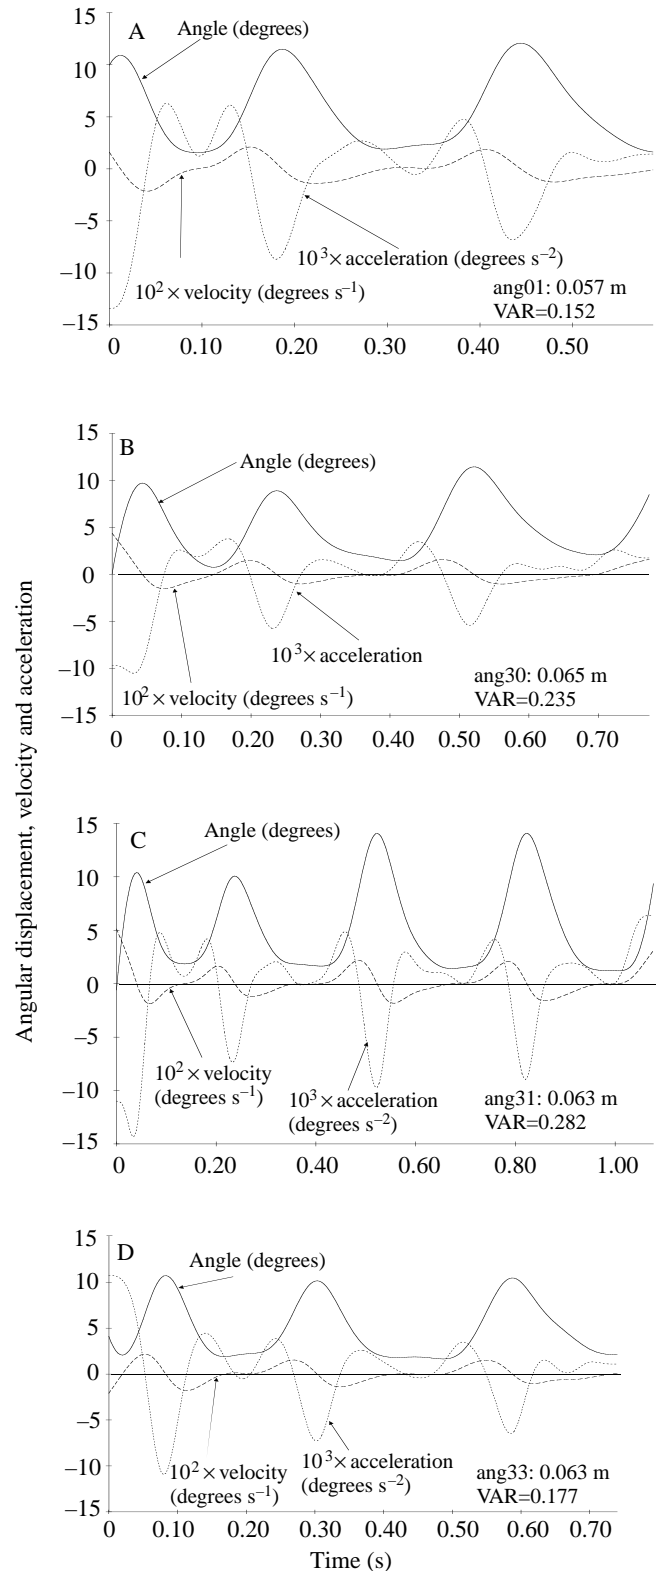 Angular displacement, velocity and acceleration
A
Angle (degrees)
15
10
5
0
–5
–10
–15
10³ × acceleration (degrees s⁻²)
10² × velocity (degrees s⁻¹)
ang01: 0.057 m
VAR=0.152
0 0.10 0.20 0.30 0.40 0.50
B
Angle (degrees)
15
10
5
0
–5
–10
–15
10³ × acceleration
10² × velocity (degrees s⁻¹)
ang30: 0.065 m
VAR=0.235
0 0.10 0.20 0.30 0.40 0.50 0.60 0.70
C
Angle (degrees)
15
10
5
0
–5
–10
–15
10² × velocity
(degrees s⁻¹)
10³ × acceleration
(degrees s⁻²)
ang31: 0.063 m
VAR=0.282
0 0.20 0.40 0.60 0.80 1.00
D
Angle (degrees)
15
10
5
0
–5
–10
–15
10² × velocity
(degrees s⁻¹)
10³ × acceleration
(degrees s⁻²)
ang33: 0.063 m
VAR=0.177
0 0.10 0.20 0.30 0.40 0.50 0.60 0.70
Time (s)